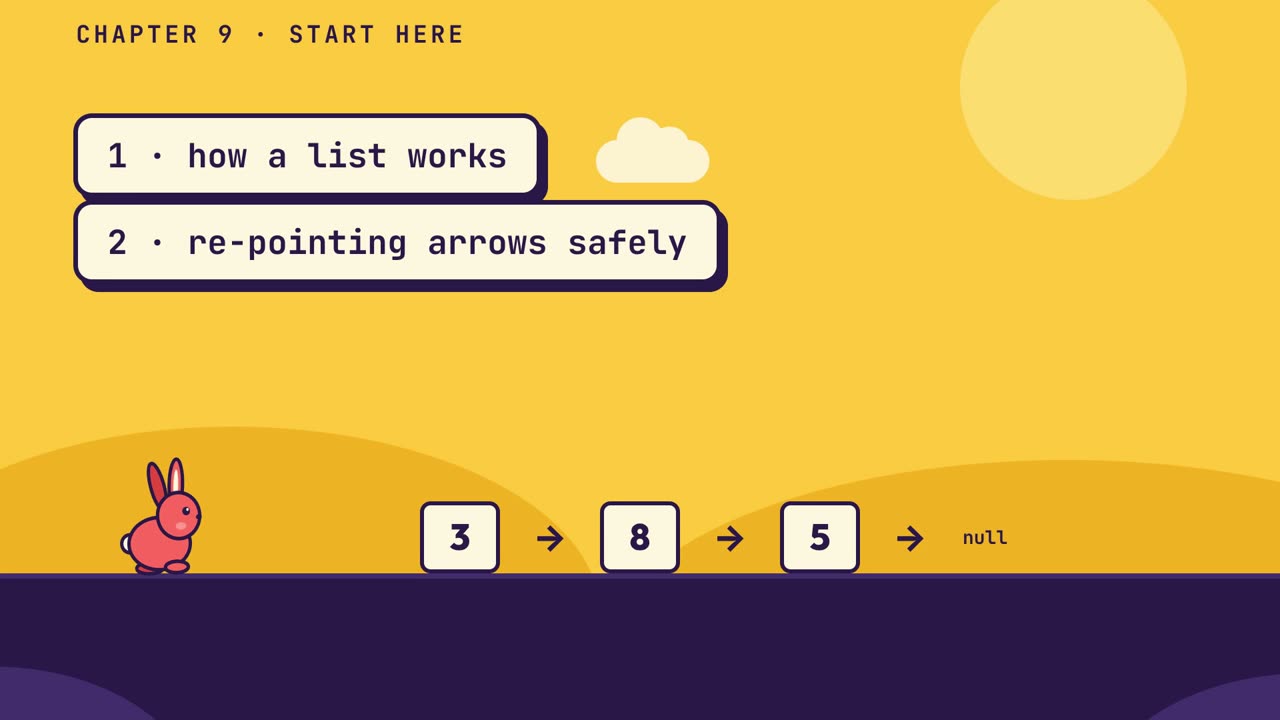 CHAPTER 9 · START HERE
1 · how a list works
2 · re-pointing arrows safely
3 → 8 → 5 → null